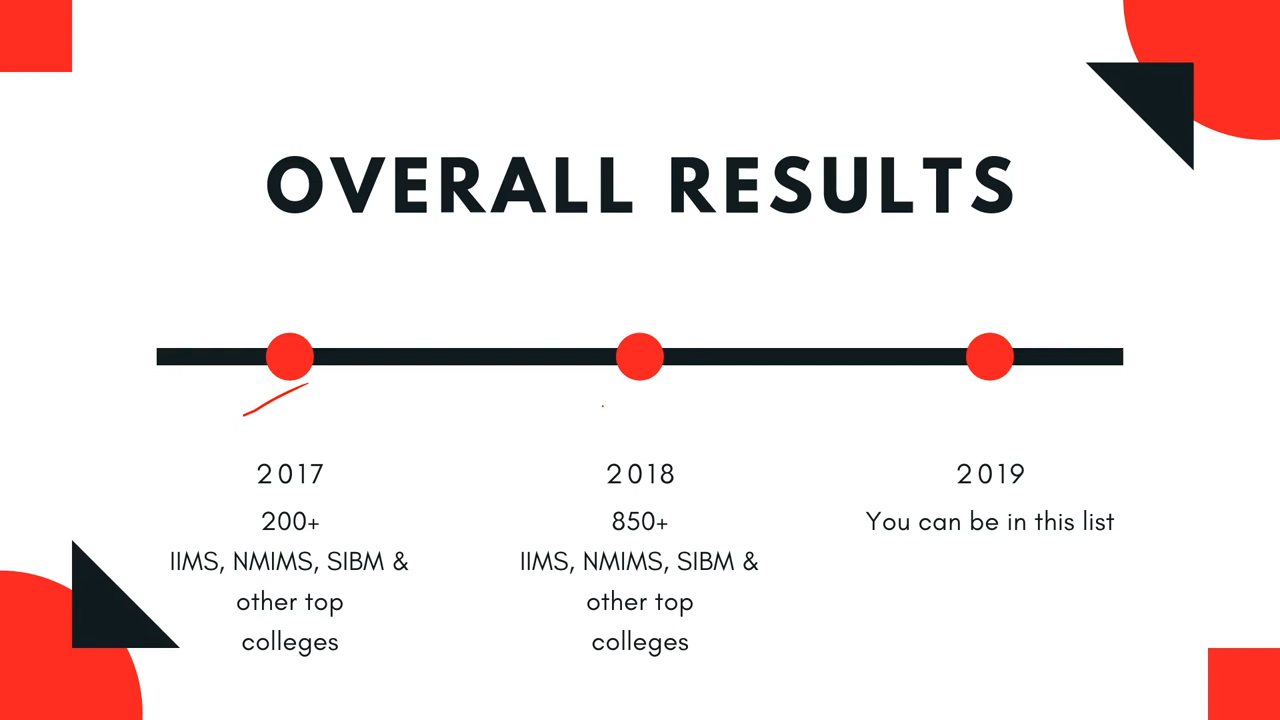 OVERALL RESULTS
2017
200+
IIMS, NMIMS, SIBM &
other top
colleges
2018
850+
IIMS, NMIMS, SIBM &
other top
colleges
2019
You can be in this list